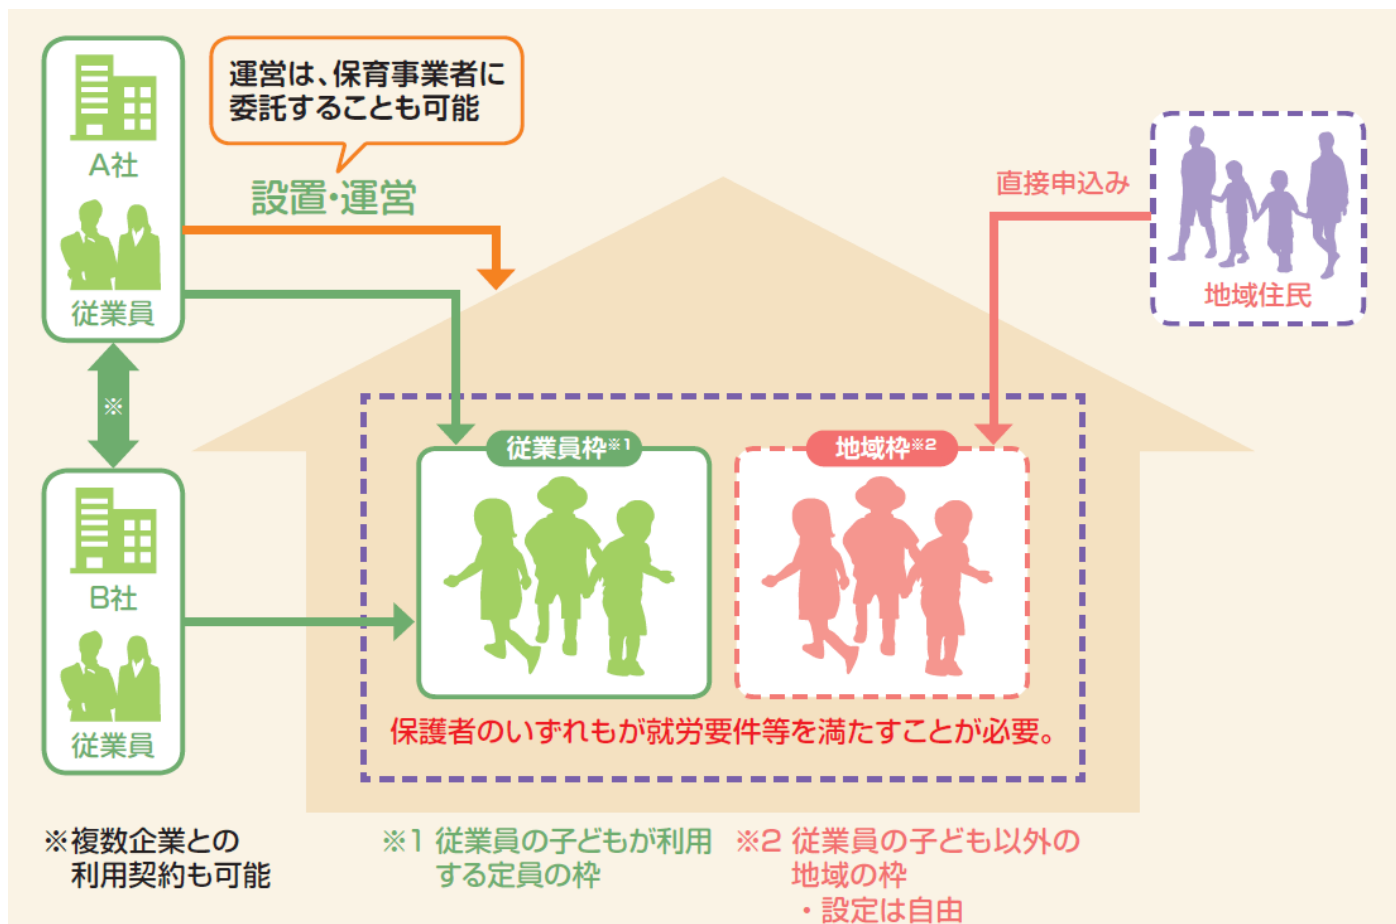 運営は、保育事業者に
委託することも可能
A社
設置・運営
従業員
直接申込み
地域住民
※
従業員枠※1
地域枠※2
B社
従業員
保護者のいずれもが就労要件等を満たすことが必要。
※複数企業との
利用契約も可能
※1 従業員の子どもが利用
する定員の枠
※2 従業員の子ども以外の
地域の枠
・設定は自由